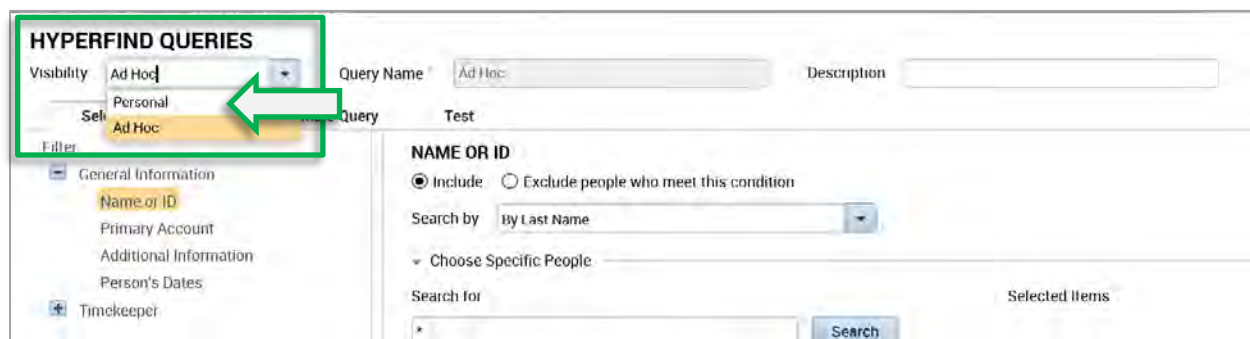 HYPERFIND QUERIES
Visibility Ad Hoc Query Name * Ad Hoc Description
Personal
Ad Hoc
Query Test
Filter
General Information
NAME OR ID
Include Exclude people who meet this condition
Name or ID
Search by By Last Name
Primary Account
Additional Information
Choose Specific People
Person's Dates
Search for Selected Items
Timekeeper
* Search